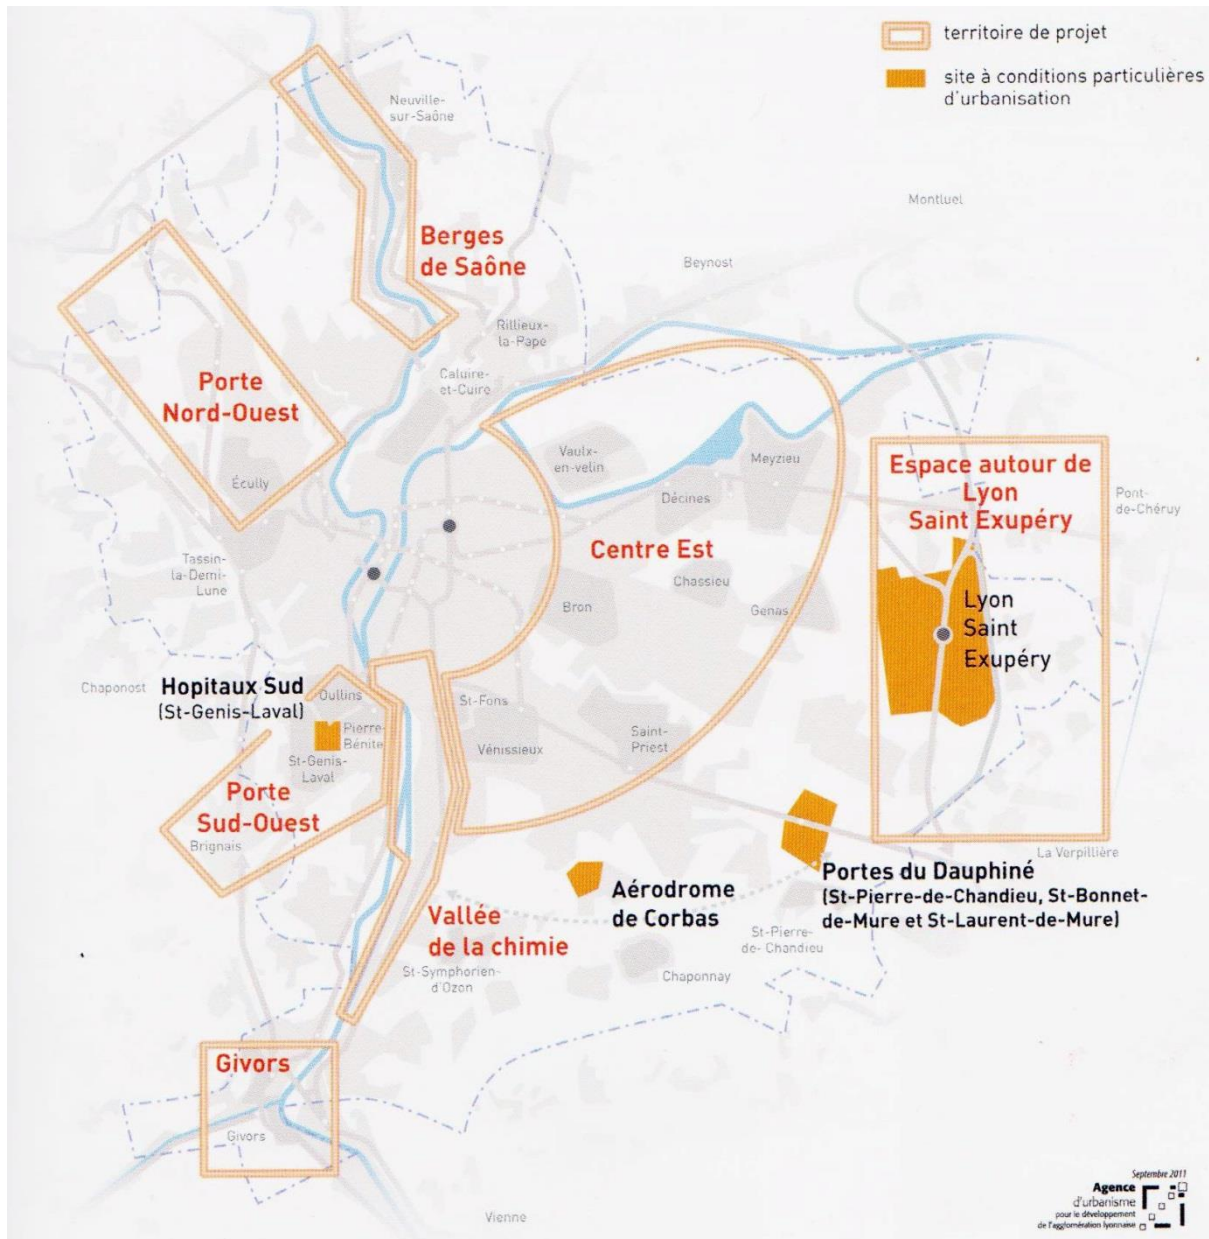 territoire de projet
site à conditions particulières
d'urbanisation
Neuville-
sur-Saône
Montluel
Berges
de Saône
Beynost
Rillieux-
la-Pape
Caluire-
et-Cuire
Porte
Nord-Ouest
Vaulx-
en-velin
Meyzieu
Espace autour de
Lyon
Saint Exupéry
Écully
Décines
Pont-
de-Chéruy
Centre Est
Tassin-
la-Demi-
Lune
Chassieu
Bron
Genas
Lyon
Saint
Exupéry
Chaponost
Hopitaux Sud
(St-Genis-Laval)
Oullins
St-Fons
Pierre-
Bénite
St-Genis-
Laval
Vénissieux
Saint-
Priest
Porte
Sud-Ouest
Brignais
La Verpillière
Portes du Dauphiné
(St-Pierre-de-Chandieu, St-Bonnet-
de-Mure et St-Laurent-de-Mure)
Aérodrome
de Corbas
Vallée
de la chimie
St-Pierre-
de- Chandieu
St-Symphorien-
d'Ozon
Chaponnay
Givors
Givors
Vienne
Septembre 2011
Agence
d'urbanisme
pour le développement
de l'agglomération lyonnaise